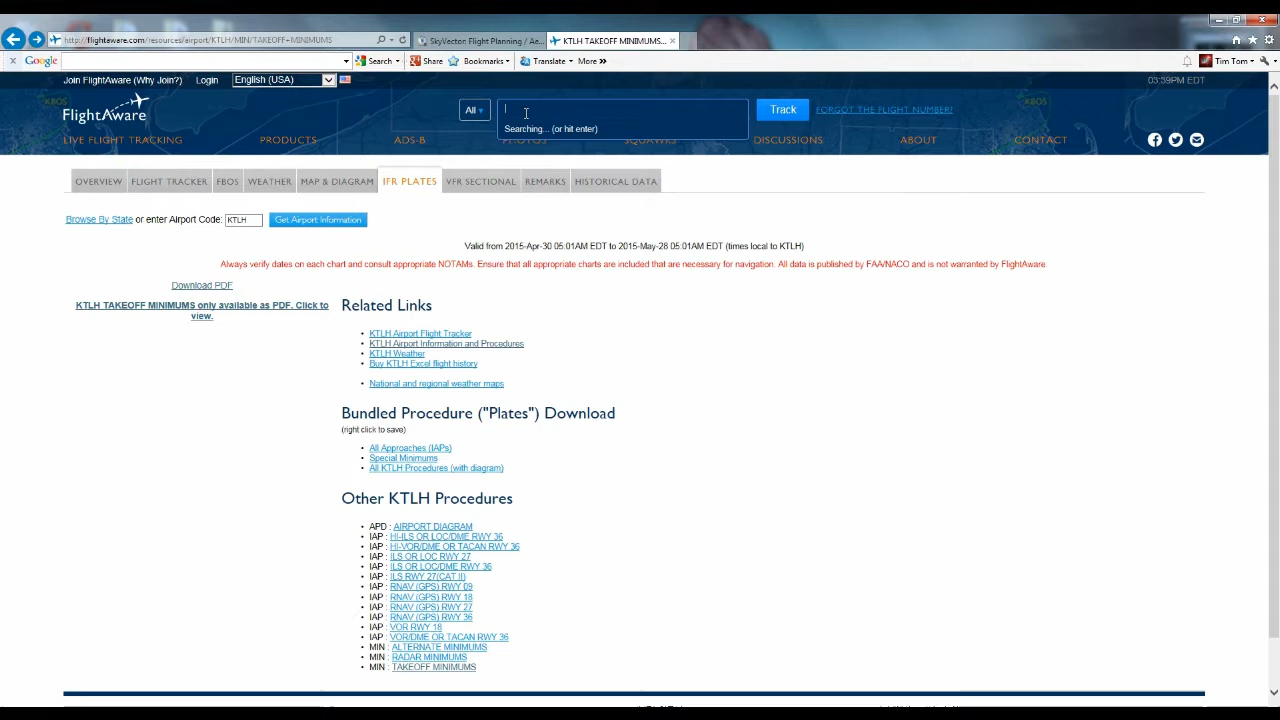 http://flightaware.com/resources/airport/KTLH/MIN/TAKEOFF+MINIMUMS
SkyVector: Flight Planning / Ae...
KTLH TAKEOFF MINIMUMS...
Google
Search
Share
Bookmarks
Translate
More »
Tim Tom
Join FlightAware (Why Join?)
Login
English (USA)
03:59PM EDT
FlightAware
All
Searching... (or hit enter)
Track
FORGOT THE FLIGHT NUMBER?
LIVE FLIGHT TRACKING
PRODUCTS
ADS-B
PHOTOS
SQUAWKS
DISCUSSIONS
ABOUT
CONTACT
OVERVIEW
FLIGHT TRACKER
FBOS
WEATHER
MAP & DIAGRAM
IFR PLATES
VFR SECTIONAL
REMARKS
HISTORICAL DATA
Browse By State or enter Airport Code: KTLH Get Airport Information
Valid from 2015-Apr-30 05:01AM EDT to 2015-May-28 05:01AM EDT (times local to KTLH)
Always verify dates on each chart and consult appropriate NOTAMs. Ensure that all appropriate charts are included that are necessary for navigation. All data is published by FAA/NACO and is not warranted by FlightAware.
Download PDF
KTLH TAKEOFF MINIMUMS only available as PDF. Click to
view.
Related Links
KTLH Airport Flight Tracker
KTLH Airport Information and Procedures
KTLH Weather
Buy KTLH Excel flight history
National and regional weather maps
Bundled Procedure ("Plates") Download
(right click to save)
All Approaches (IAPs)
Special Minimums
All KTLH Procedures (with diagram)
Other KTLH Procedures
APD : AIRPORT DIAGRAM
IAP : HI-ILS OR LOC/DME RWY 36
IAP : HI-VOR/DME OR TACAN RWY 36
IAP : ILS OR LOC RWY 27
IAP : ILS OR LOC/DME RWY 36
IAP : ILS RWY 27(CAT II)
IAP : RNAV (GPS) RWY 09
IAP : RNAV (GPS) RWY 18
IAP : RNAV (GPS) RWY 27
IAP : RNAV (GPS) RWY 36
IAP : VOR RWY 18
IAP : VOR/DME OR TACAN RWY 36
MIN : ALTERNATE MINIMUMS
MIN : RADAR MINIMUMS
MIN : TAKEOFF MINIMUMS